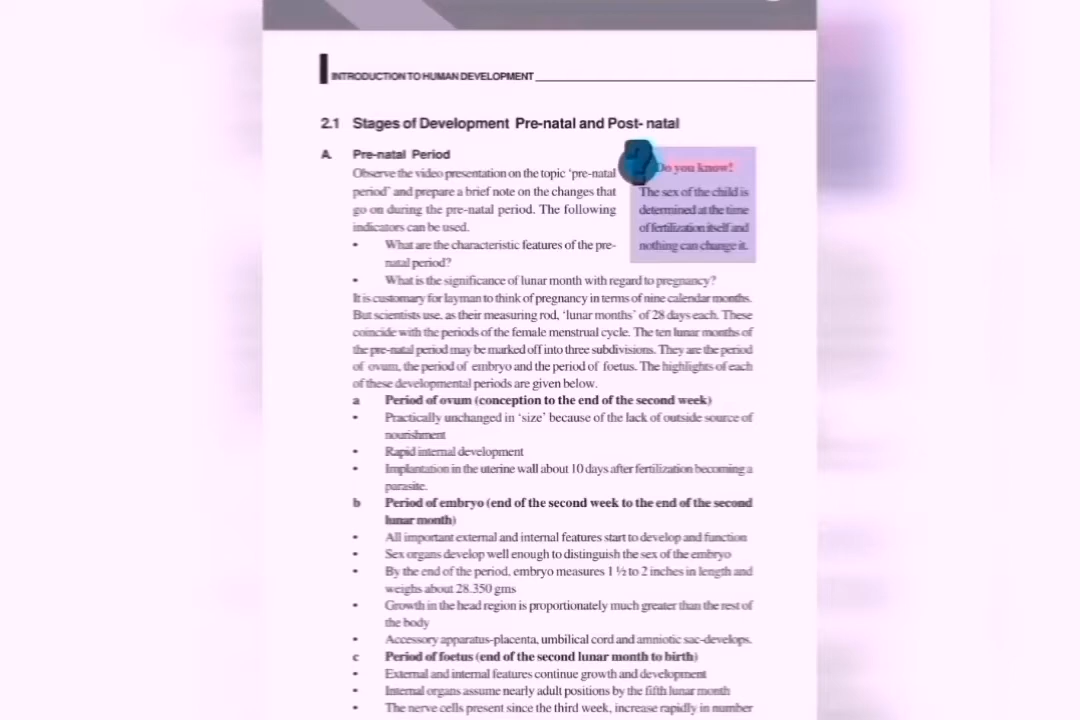 INTRODUCTION TO HUMAN DEVELOPMENT
2.1 Stages of Development Pre-natal and Post- natal
A. Pre-natal Period
Observe the video presentation on the topic ‘pre-natal
period’ and prepare a brief note on the changes that
go on during the pre-natal period. The following
indicators can be used.
Do you know!
The sex of the child is
determined at the time
of fertilization itself and
nothing can change it.
• What are the characteristic features of the pre-
natal period?
• What is the significance of lunar month with regard to pregnancy?
It is customary for layman to think of pregnancy in terms of nine calendar months.
But scientists use, as their measuring rod, ‘lunar months’ of 28 days each. These
coincide with the periods of the female menstrual cycle. The ten lunar months of
the pre-natal period may be marked off into three subdivisions. They are the period
of ovum, the period of embryo and the period of foetus. The highlights of each
of these developmental periods are given below.
a Period of ovum (conception to the end of the second week)
• Practically unchanged in ‘size’ because of the lack of outside source of
nourishment
• Rapid internal development
• Implantation in the uterine wall about 10 days after fertilization becoming a
parasite.
b Period of embryo (end of the second week to the end of the second
lunar month)
• All important external and internal features start to develop and function
• Sex organs develop well enough to distinguish the sex of the embryo
• By the end of the period, embryo measures 1 ½ to 2 inches in length and
weighs about 28.350 gms
• Growth in the head region is proportionately much greater than the rest of
the body
• Accessory apparatus-placenta, umbilical cord and amniotic sac-develops.
c Period of foetus (end of the second lunar month to birth)
• External and internal features continue growth and development
• Internal organs assume nearly adult positions by the fifth lunar month
• The nerve cells present since the third week, increase rapidly in number